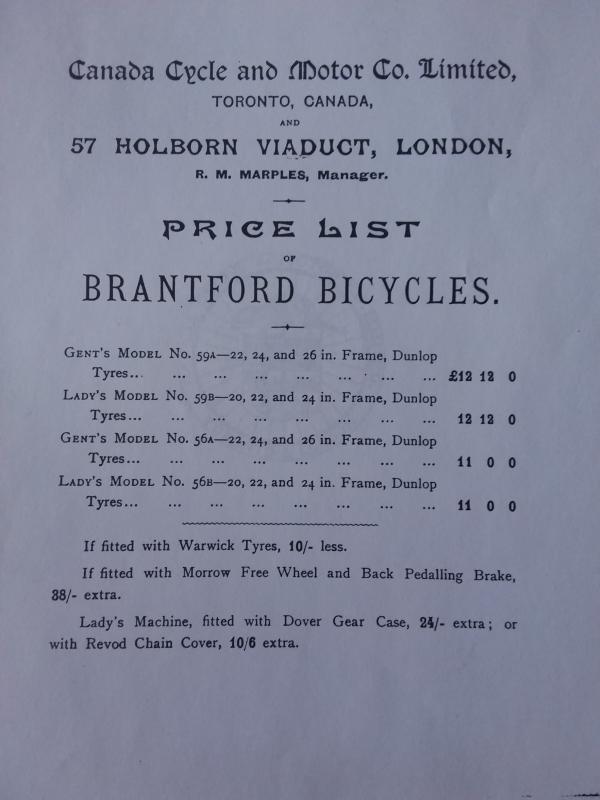 Canada Cycle and Motor Co. Limited,
TORONTO, CANADA,
AND
57 HOLBORN VIADUCT, LONDON,
R. M. MARPLES, Manager.
PRICE LIST
OF
BRANTFORD BICYCLES.
GENT'S MODEL No. 59A—22, 24, and 26 in. Frame, Dunlop
Tyres... ... ... ... ... ... ... ... £12 12 0
LADY'S MODEL No. 59B—20, 22, and 24 in. Frame, Dunlop
Tyres... ... ... ... ... ... ... ... 12 12 0
GENT'S MODEL No. 56A—22, 24, and 26 in. Frame, Dunlop
Tyres... ... ... ... ... ... ... ... 11 0 0
LADY'S MODEL No. 56B—20, 22, and 24 in. Frame, Dunlop
Tyres... ... ... ... ... ... ... ... 11 0 0
If fitted with Warwick Tyres, 10/- less.
If fitted with Morrow Free Wheel and Back Pedalling Brake,
38/- extra.
Lady's Machine, fitted with Dover Gear Case, 24/- extra; or
with Revod Chain Cover, 10/6 extra.